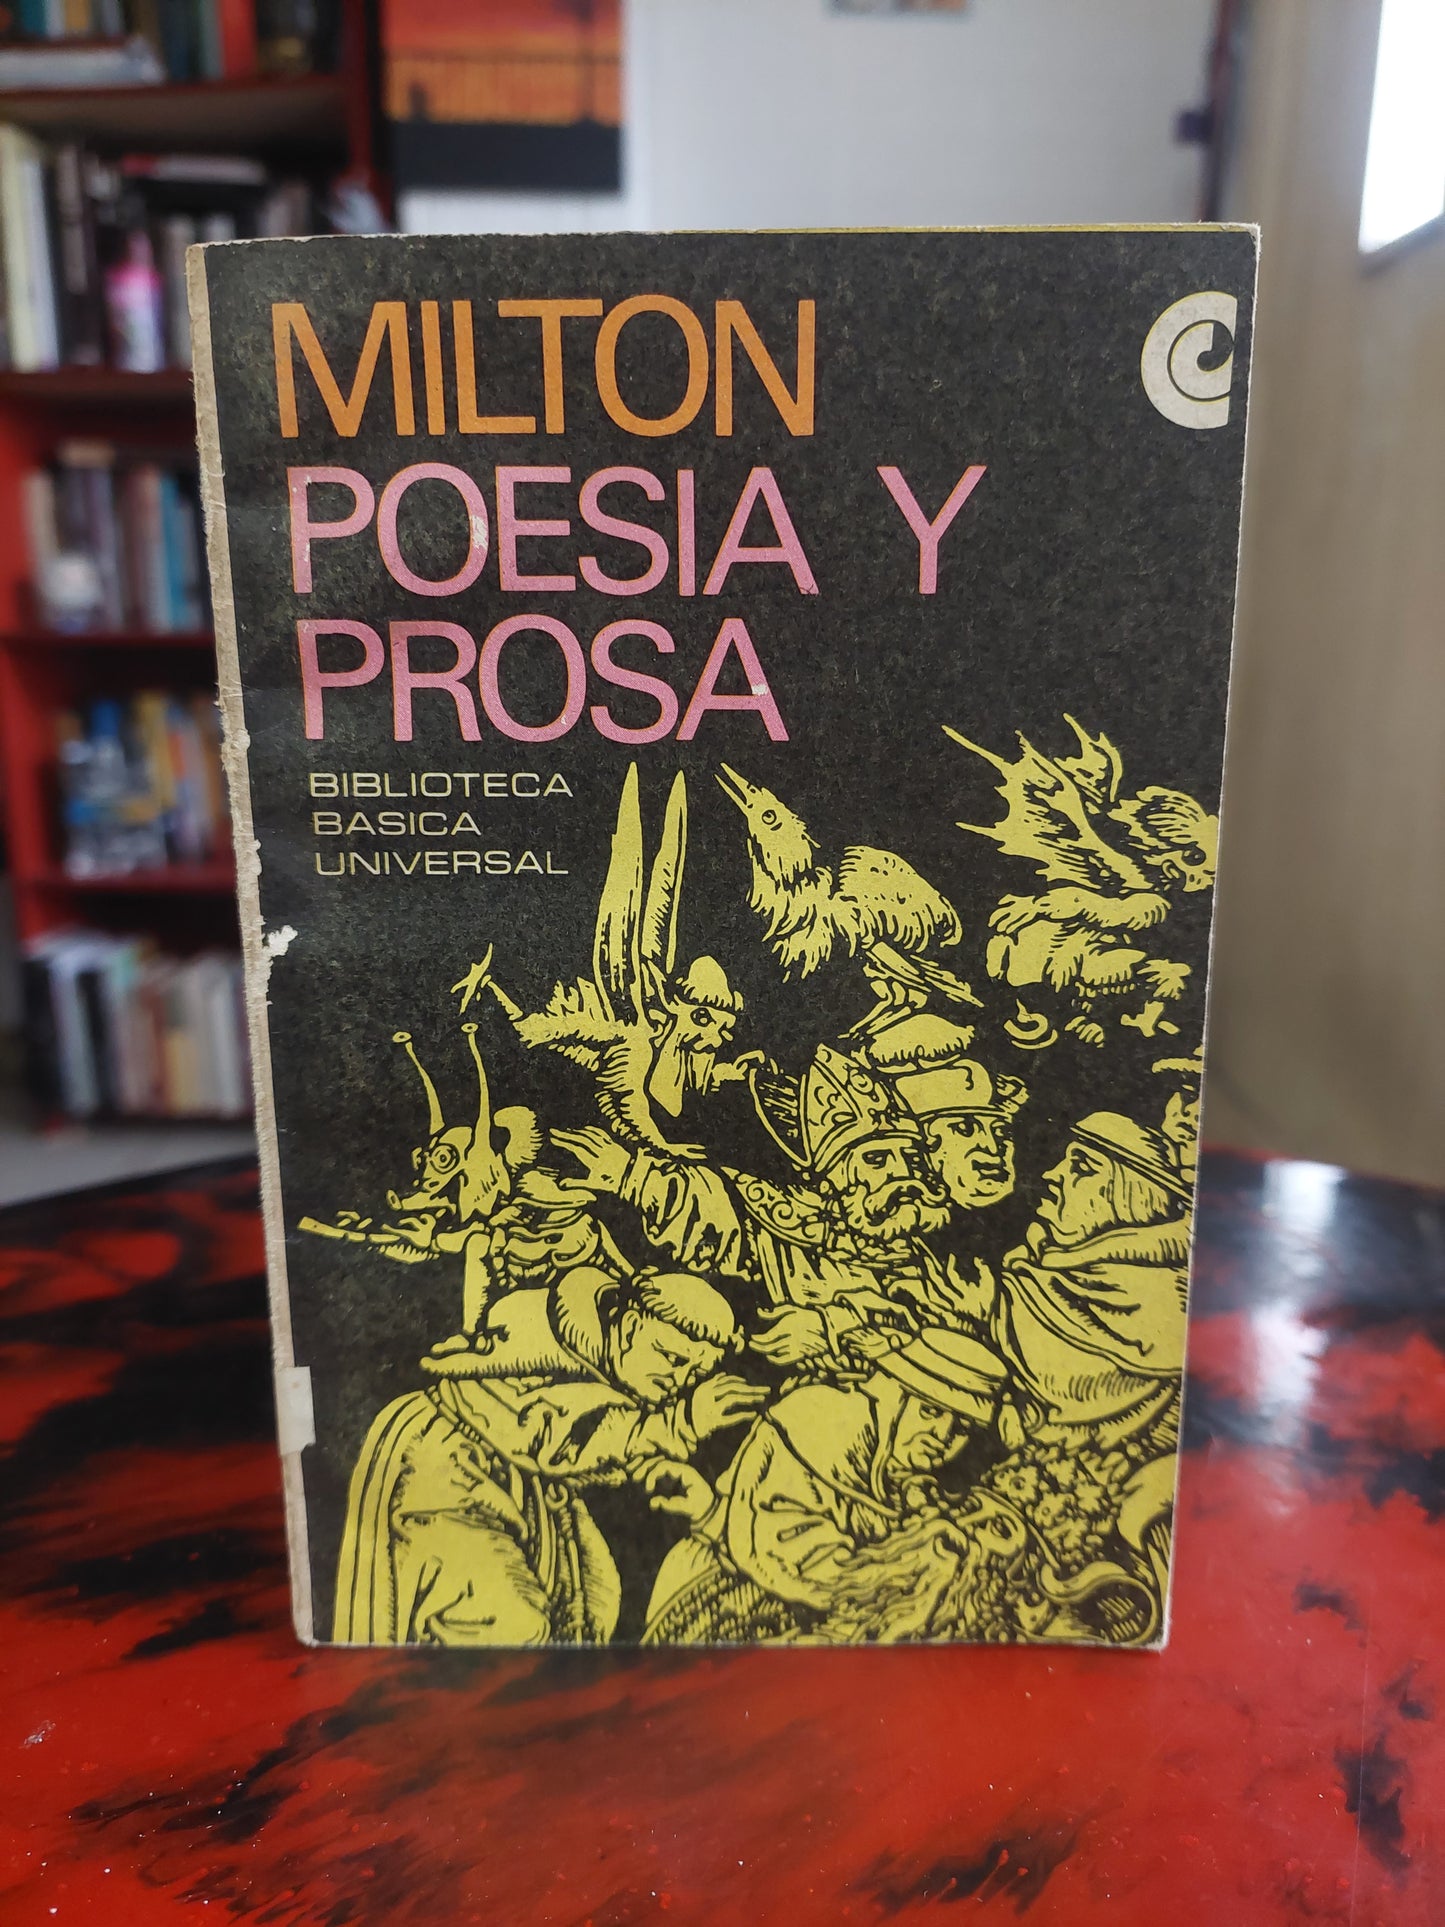 MILTON
POESIA Y
PROSA
BIBLIOTECA
BASICA
UNIVERSAL